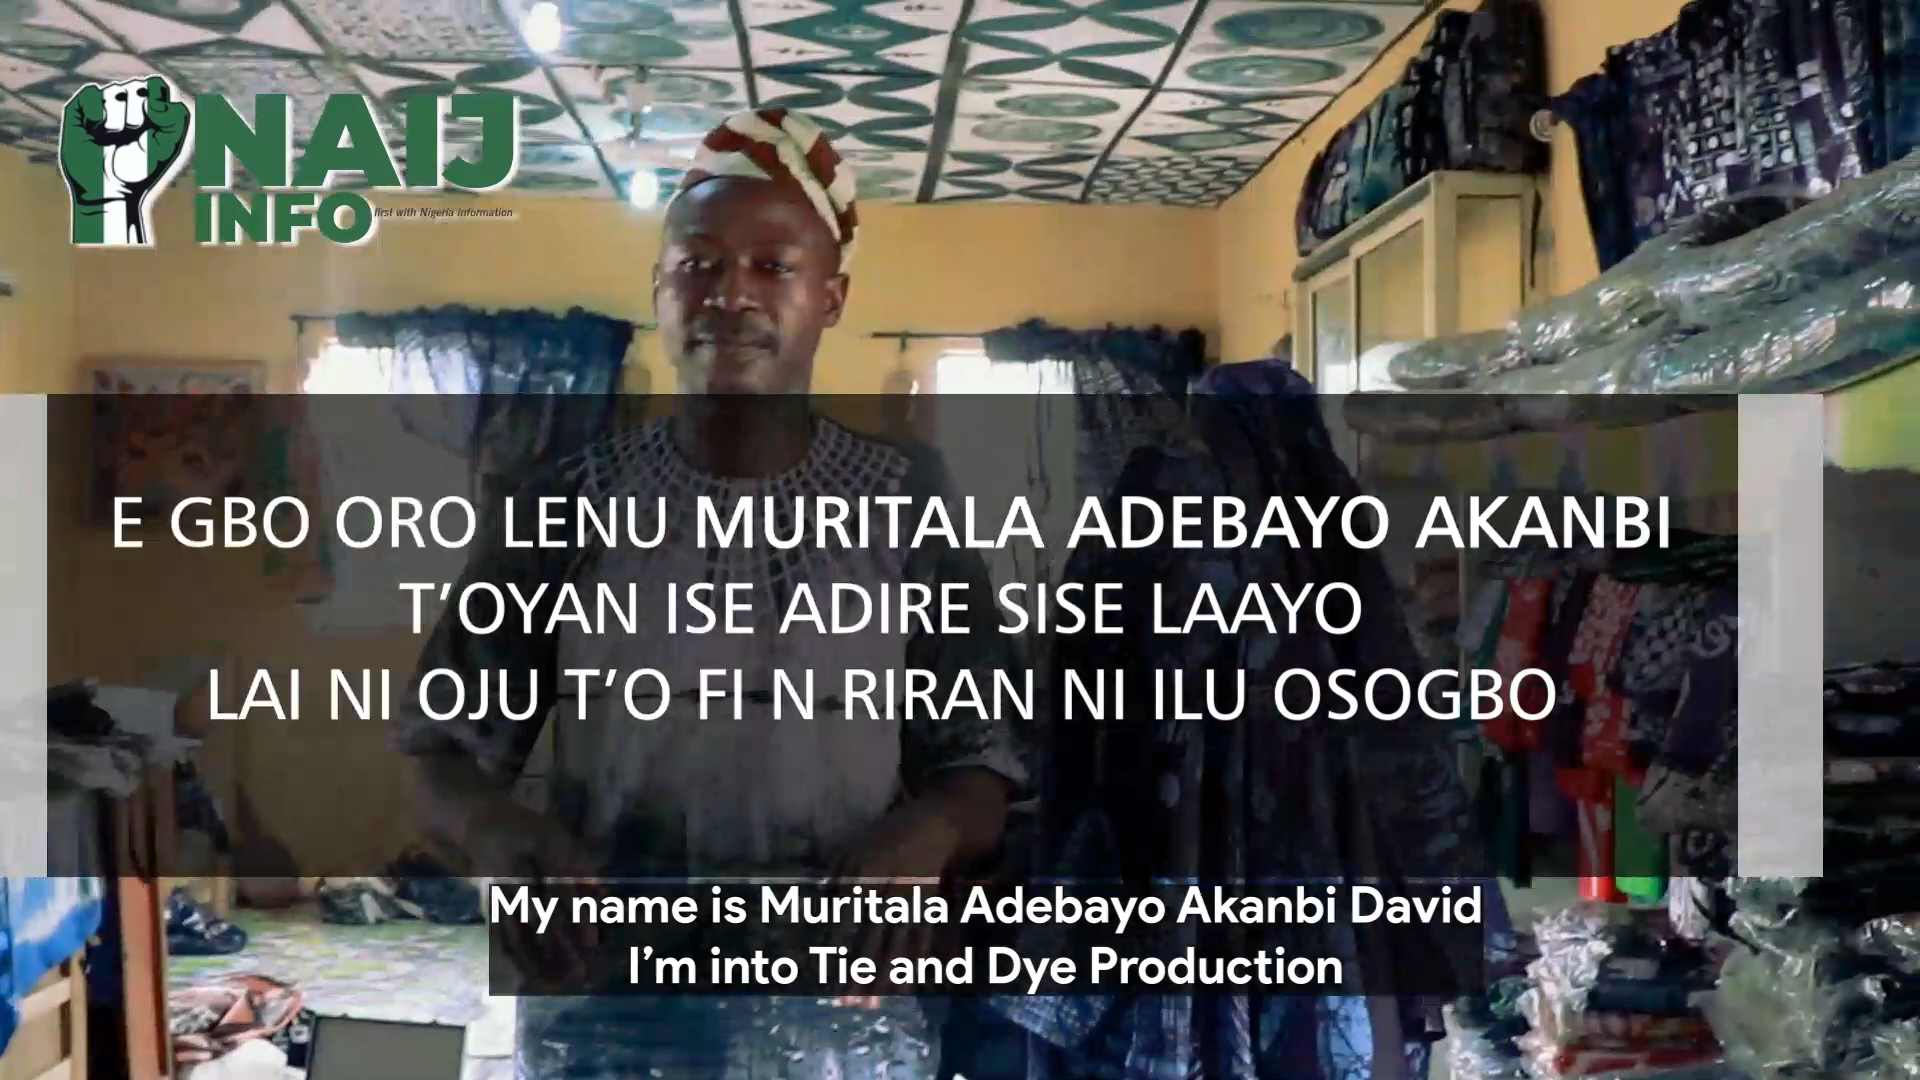 NAIJ
INFO
first with Nigeria Information
E GBO ORO LENU MURITALA ADEBAYO AKANBI
T’OYAN ISE ADIRE SISE LAAYO
LAI NI OJU T’O FI N RIRAN NI ILU OSOGBO
My name is Muritala Adebayo Akanbi David
I’m into Tie and Dye Production